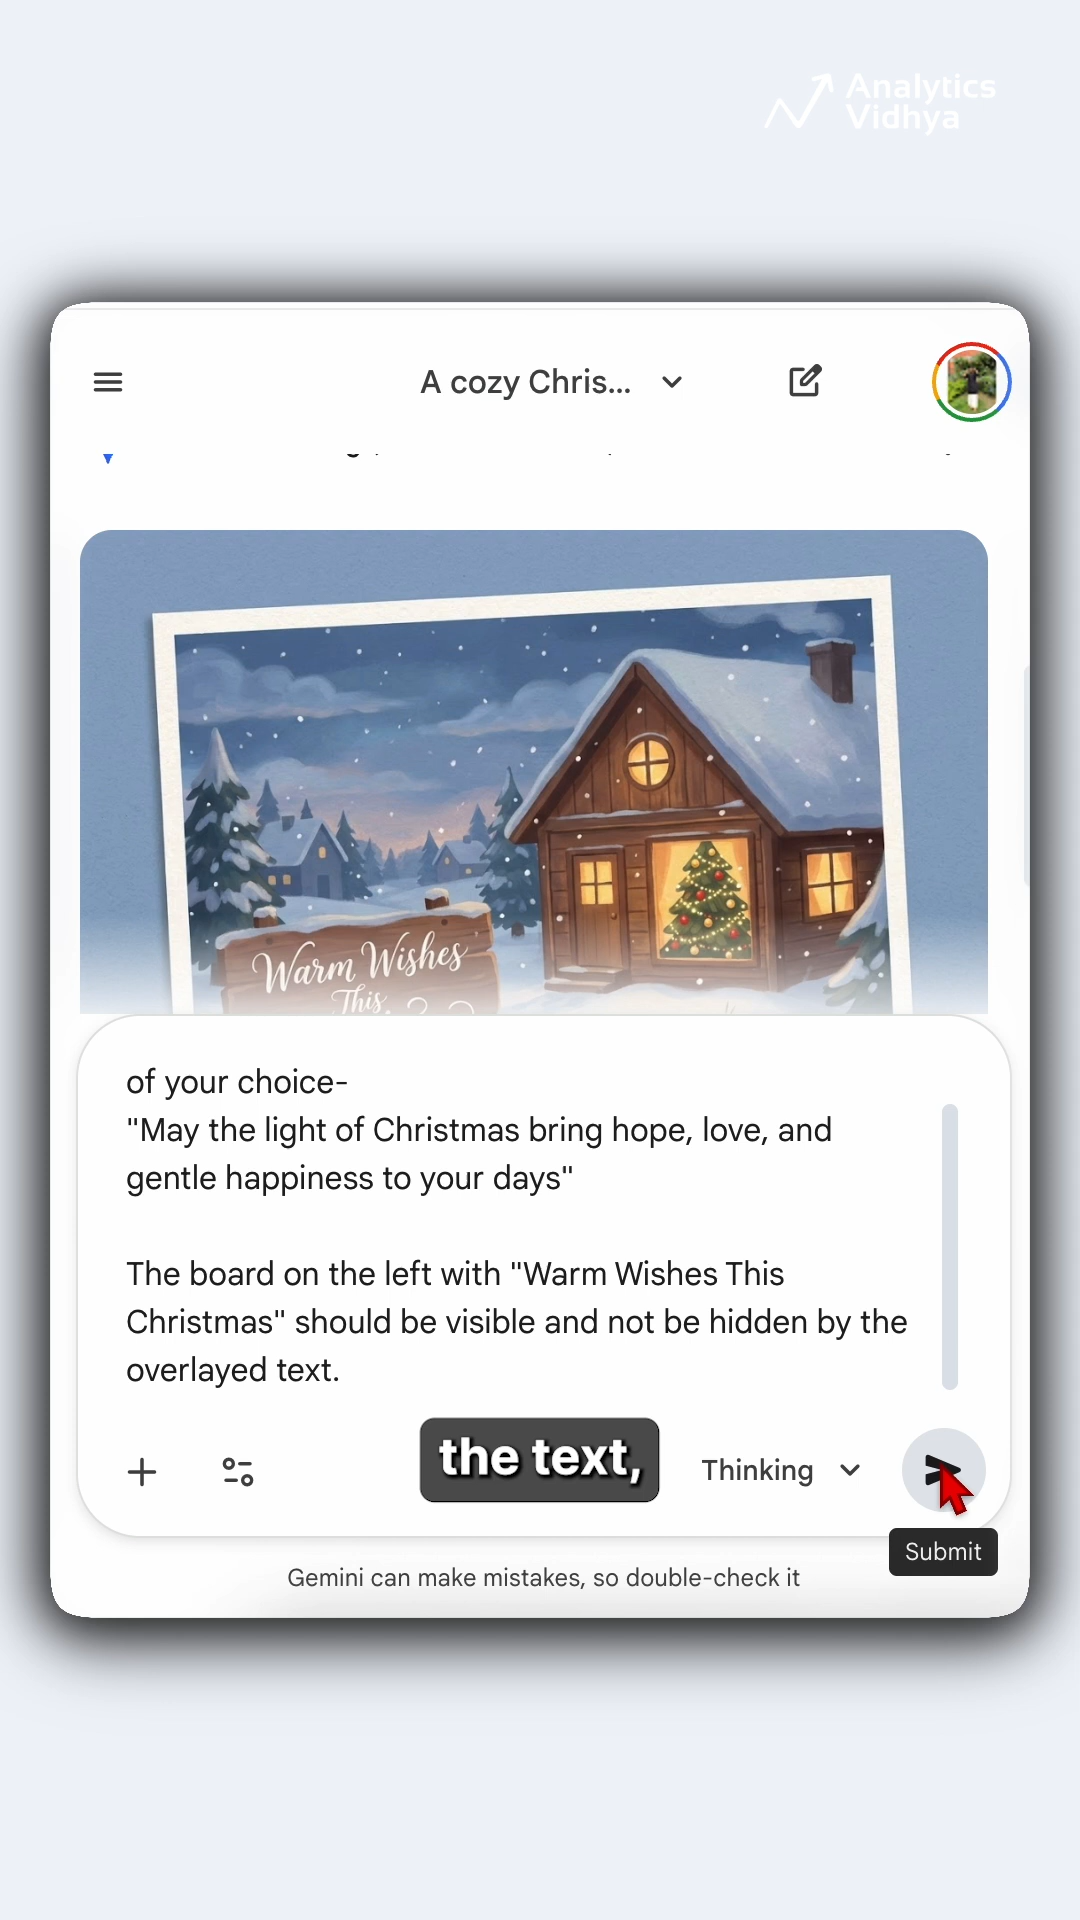 Analytics
Vidhya
A cozy Chris...
Warm Wishes
This
of your choice-
"May the light of Christmas bring hope, love, and
gentle happiness to your days"
The board on the left with "Warm Wishes This
Christmas" should be visible and not be hidden by the
overlayed text.
the text,
Thinking
Submit
Gemini can make mistakes, so double-check it